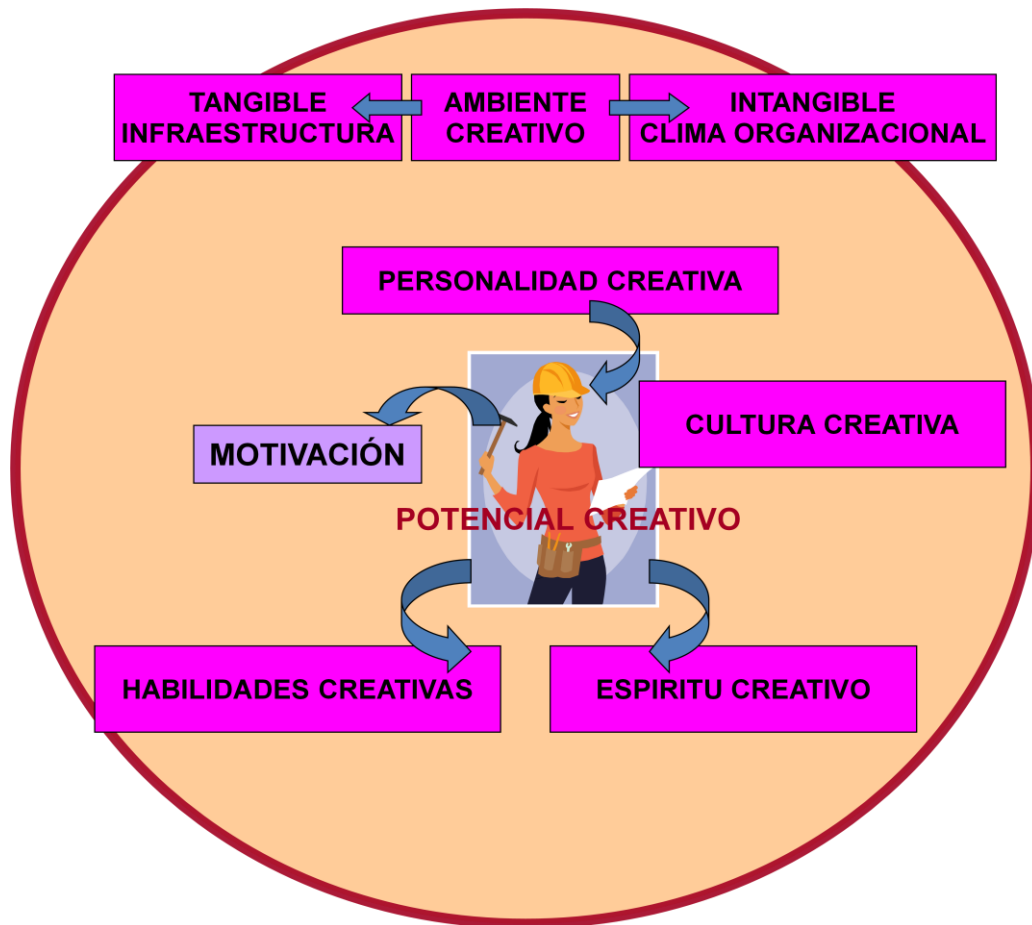 TANGIBLE
INFRAESTRUCTURA
AMBIENTE
CREATIVO
INTANGIBLE
CLIMA ORGANIZACIONAL
PERSONALIDAD CREATIVA
CULTURA CREATIVA
MOTIVACIÓN
POTENCIAL CREATIVO
HABILIDADES CREATIVAS
ESPIRITU CREATIVO